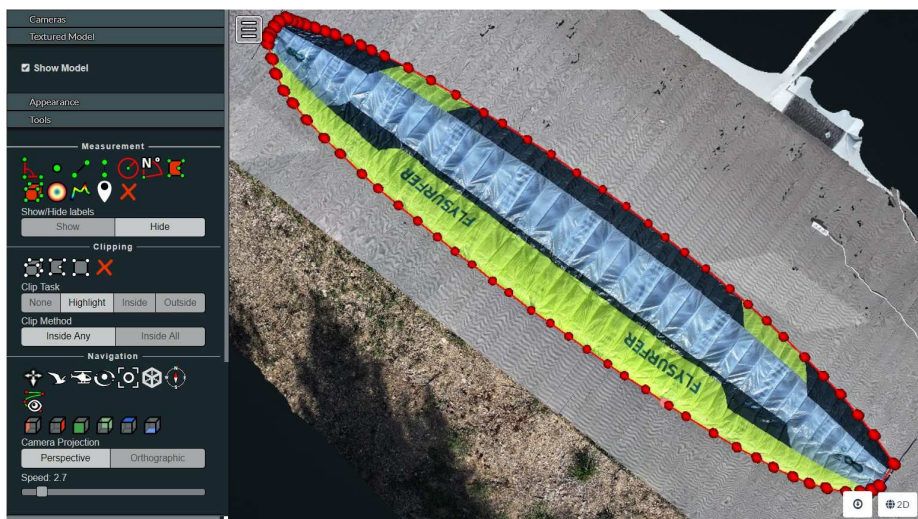 Cameras
Textured Model
Show Model
Appearance
Tools
Measurement
N °
Show/Hide labels
Show Hide
Clipping
Clip Task
None Highlight Inside Outside
Clip Method
Inside Any Inside All
Navigation
Camera Projection
Perspective Orthographic
Speed: 2.7
FLYSURFER
FLYSURFER
2D